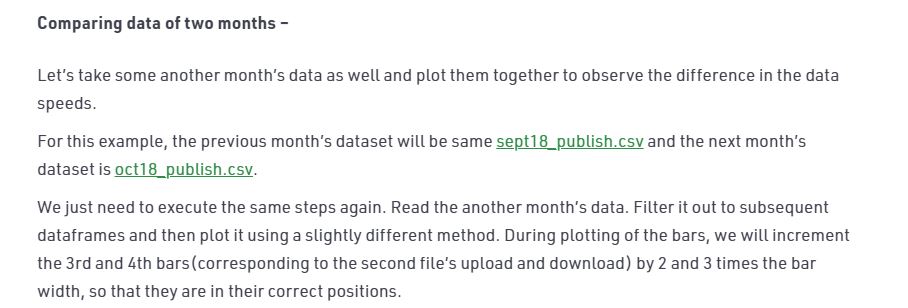 Comparing data of two months –
Let's take some another month's data as well and plot them together to observe the difference in the data
speeds.
For this example, the previous month's dataset will be same sept18_publish.csv and the next month's
dataset is oct18_publish.csv.
We just need to execute the same steps again. Read the another month's data. Filter it out to subsequent
dataframes and then plot it using a slightly different method. During plotting of the bars, we will increment
the 3rd and 4th bars(corresponding to the second file's upload and download) by 2 and 3 times the bar
width, so that they are in their correct positions.